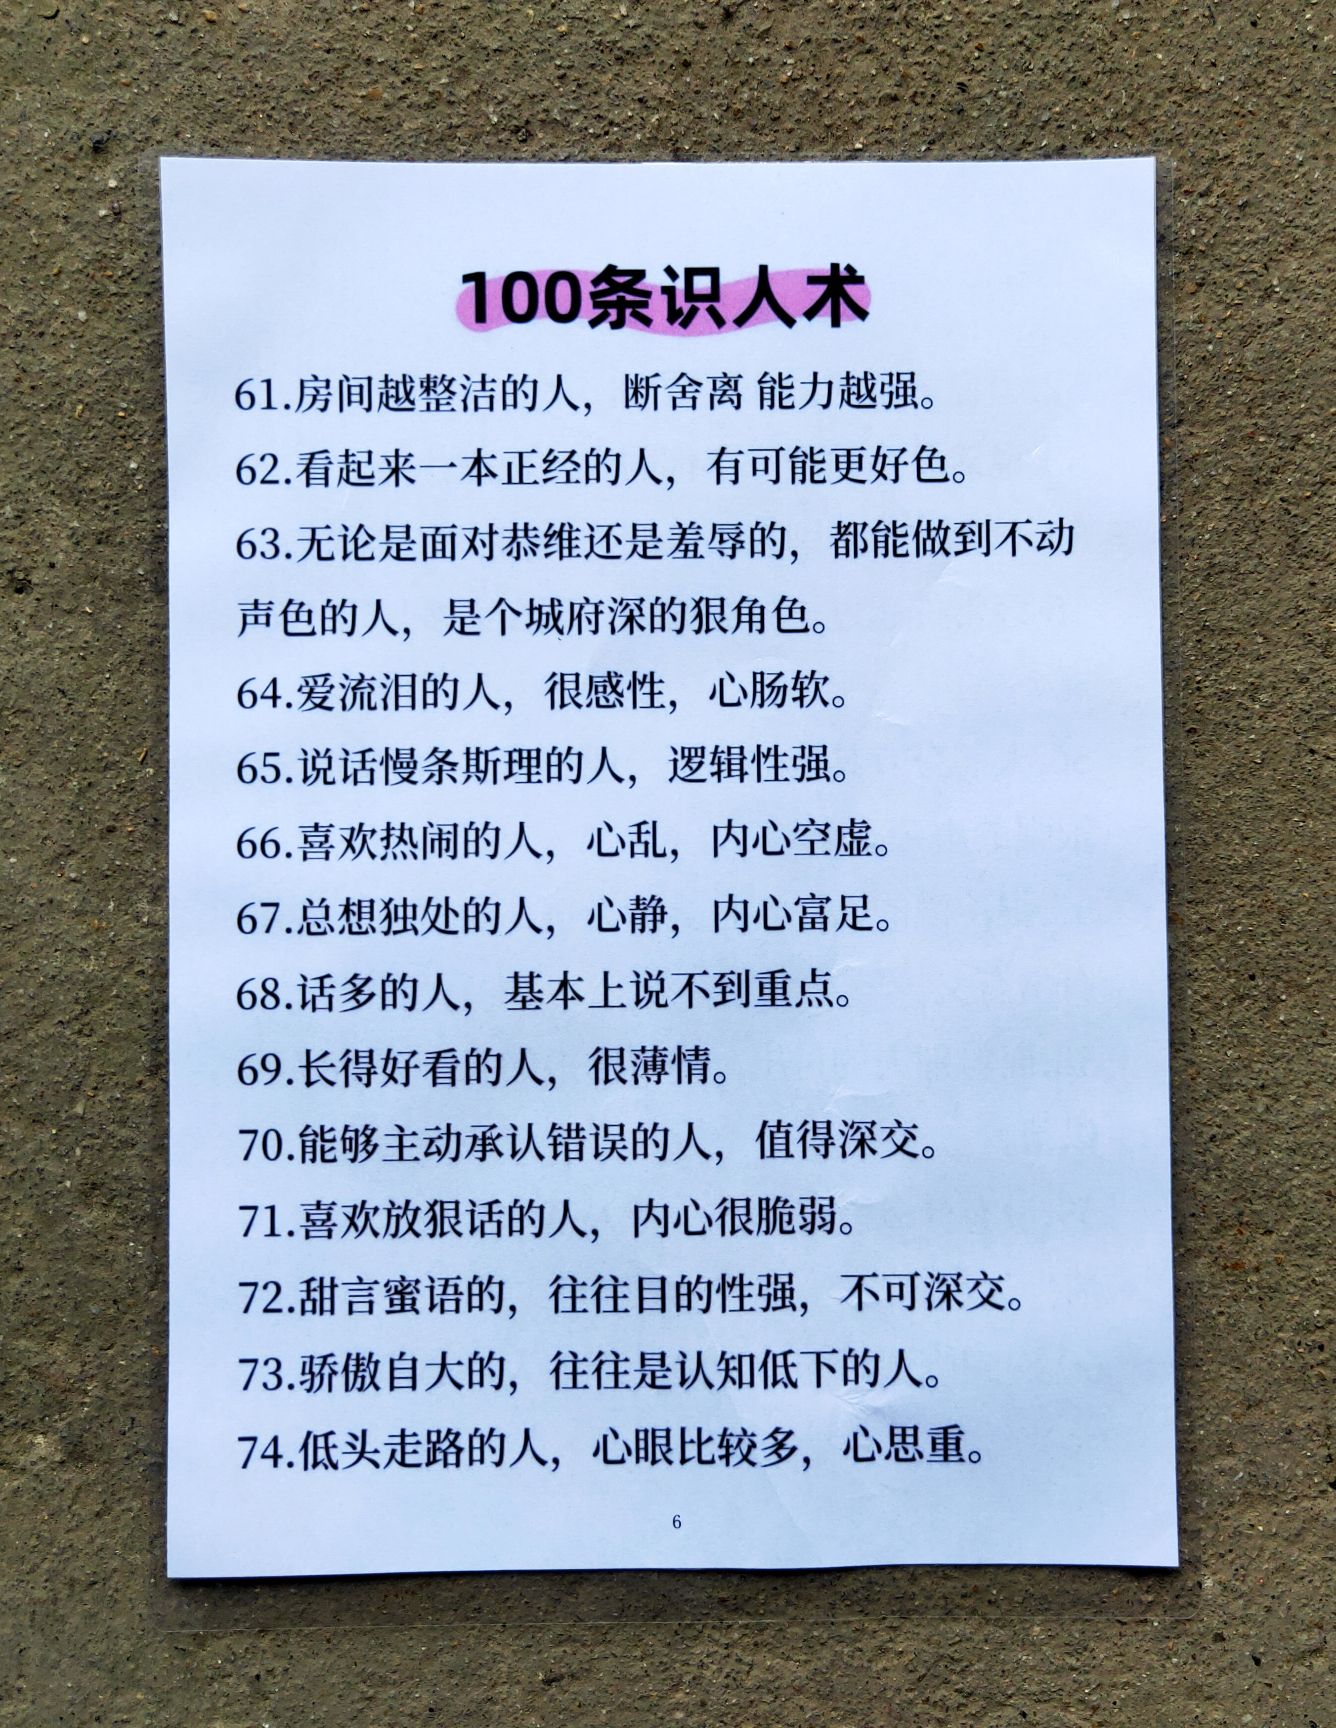 100条识人术
61.房间越整洁的人，断舍离 能力越强。
62.看起来一本正经的人，有可能更好色。
63.无论是面对恭维还是羞辱的，都能做到不动
声色的人，是个城府深的狠角色。
64.爱流泪的人，很感性，心肠软。
65.说话慢条斯理的人，逻辑性强。
66.喜欢热闹的人，心乱，内心空虚。
67.总想独处的人，心静，内心富足。
68.话多的人，基本上说不到重点。
69.长得好看的人，很薄情。
70.能够主动承认错误的人，值得深交。
71.喜欢放狠话的人，内心很脆弱。
72.甜言蜜语的，往往目的性强，不可深交。
73.骄傲自大的，往往是认知低下的人。
74.低头走路的人，心眼比较多，心思重。
6